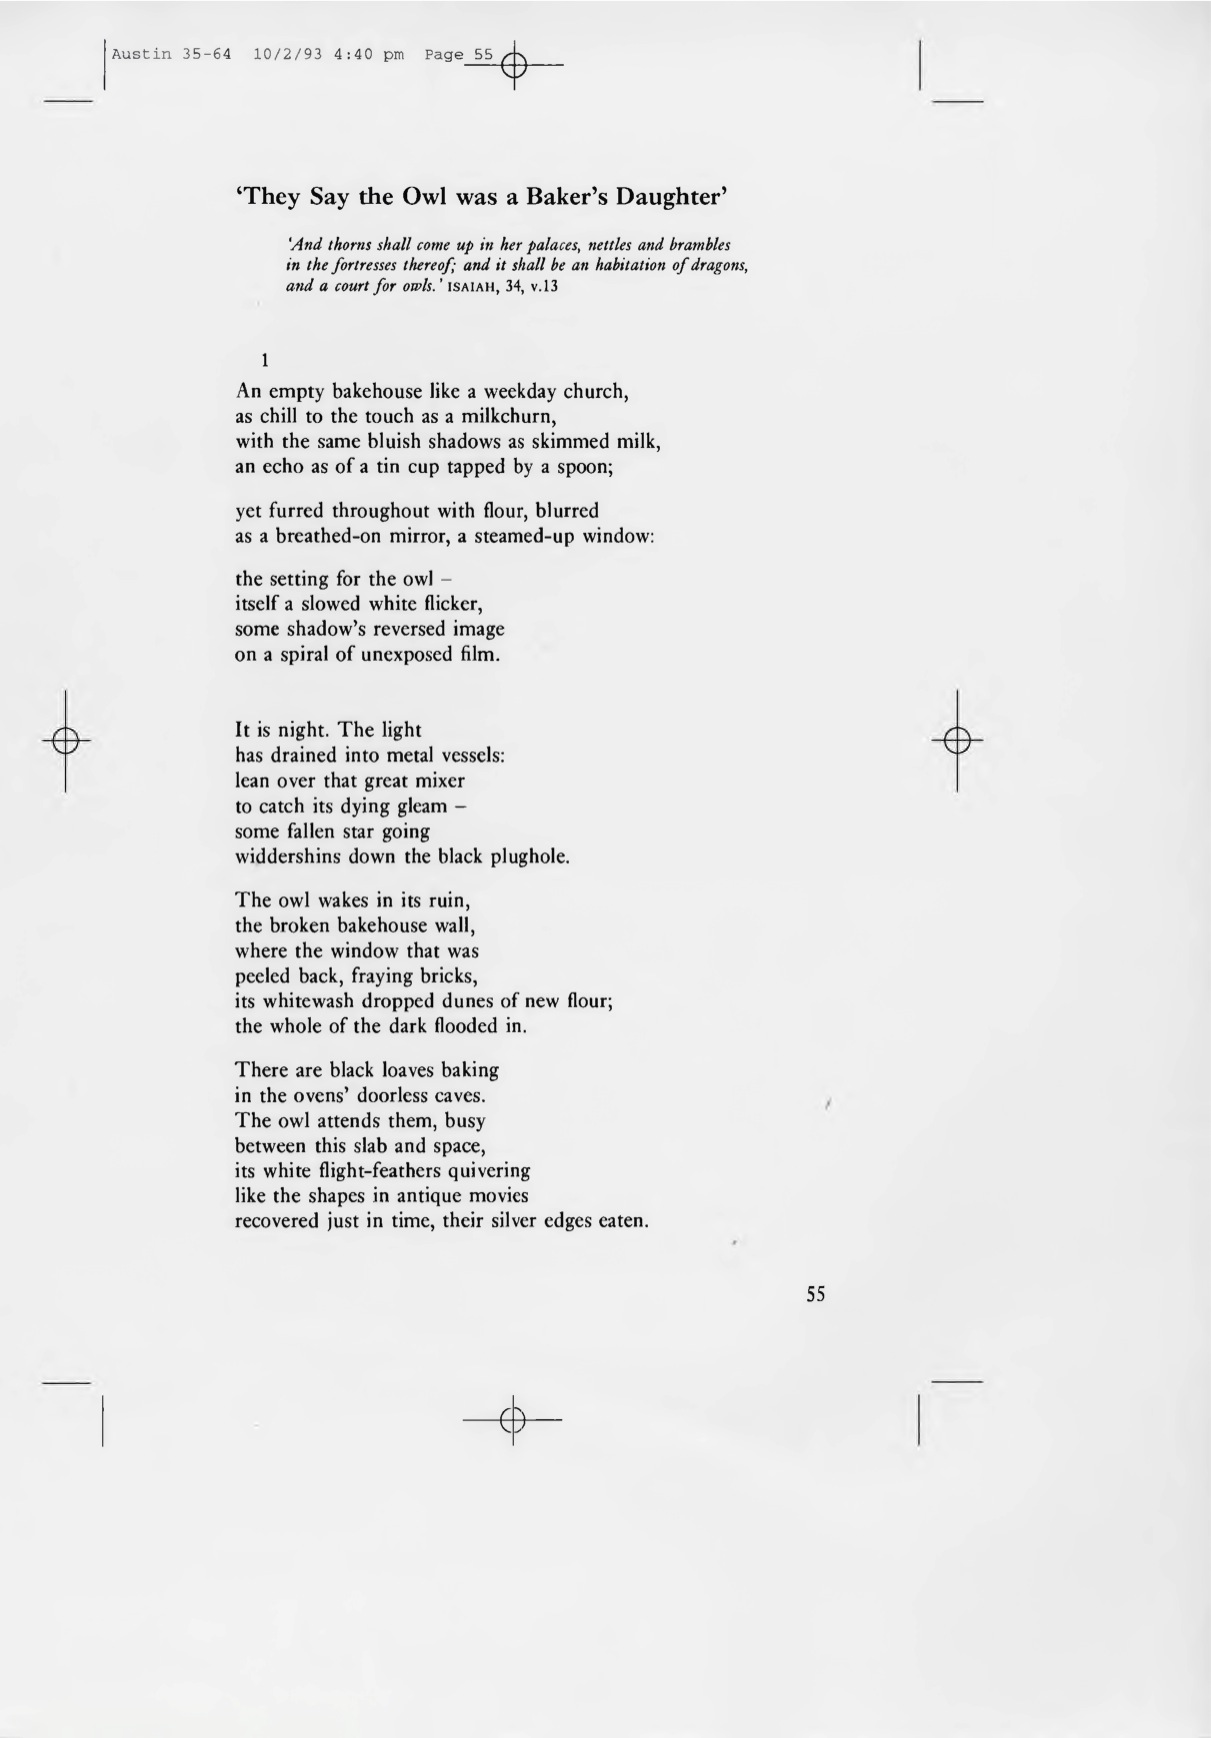 Austin 35-64 10/2/93 4:40 pm Page 55
‘They Say the Owl was a Baker’s Daughter’
‘And thorns shall come up in her palaces, nettles and brambles
in the fortresses thereof; and it shall be an habitation of dragons,
and a court for owls.’ ISAIAH, 34, v.13
1
An empty bakehouse like a weekday church,
as chill to the touch as a milkchurn,
with the same bluish shadows as skimmed milk,
an echo as of a tin cup tapped by a spoon;
yet furred throughout with flour, blurred
as a breathed-on mirror, a steamed-up window:
the setting for the owl –
itself a slowed white flicker,
some shadow’s reversed image
on a spiral of unexposed film.
It is night. The light
has drained into metal vessels:
lean over that great mixer
to catch its dying gleam –
some fallen star going
widdershins down the black plughole.
The owl wakes in its ruin,
the broken bakehouse wall,
where the window that was
peeled back, fraying bricks,
its whitewash dropped dunes of new flour;
the whole of the dark flooded in.
There are black loaves baking
in the ovens’ doorless caves.
The owl attends them, busy
between this slab and space,
its white flight-feathers quivering
like the shapes in antique movies
recovered just in time, their silver edges eaten.
55